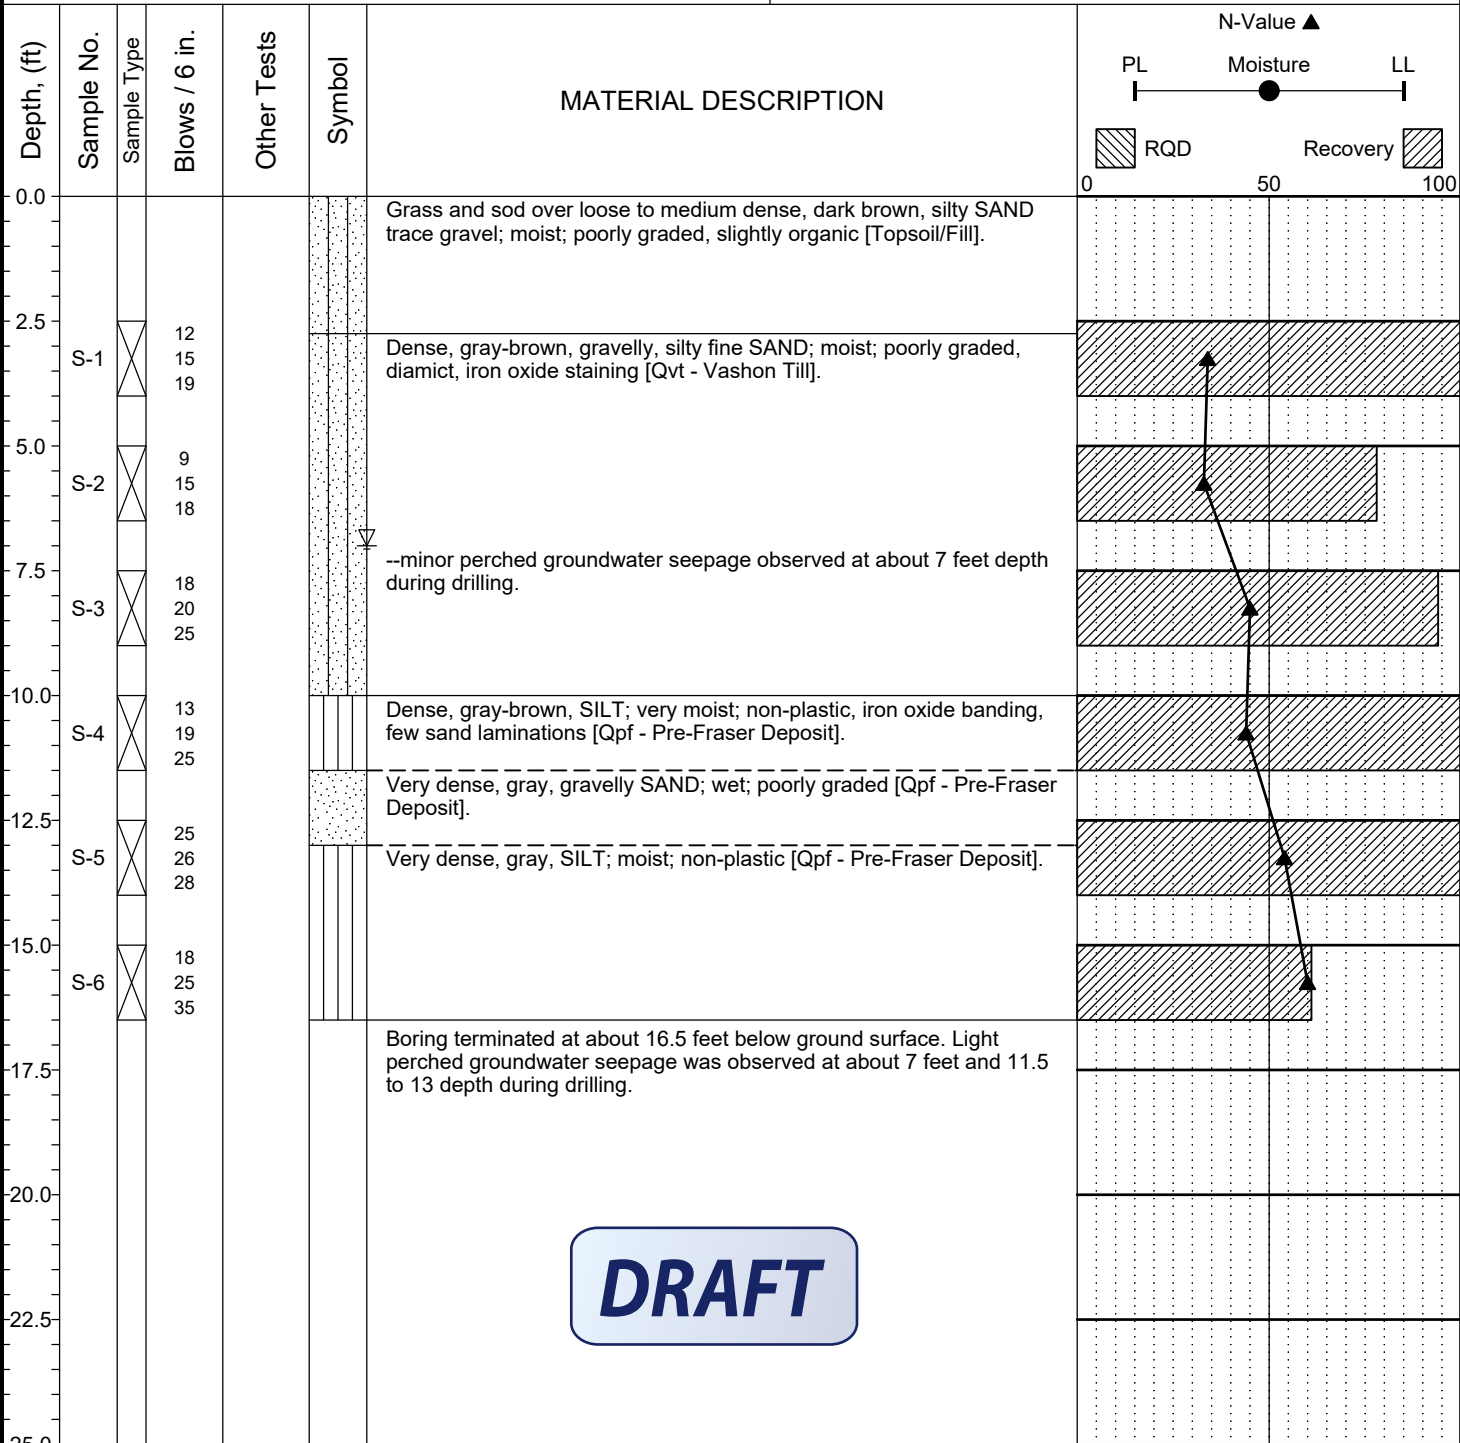 Depth, (ft)
Sample No.
Sample Type
Blows / 6 in.
Other Tests
Symbol
MATERIAL DESCRIPTION
N-Value
PL Moisture LL
RQD Recovery
0 50 100
0.0
Grass and sod over loose to medium dense, dark brown, silty SAND
trace gravel; moist; poorly graded, slightly organic [Topsoil/Fill].
2.5
S-1
12
15
19
Dense, gray-brown, gravelly, silty fine SAND; moist; poorly graded,
diamict, iron oxide staining [Qvt - Vashon Till].
5.0
S-2
9
15
18
--minor perched groundwater seepage observed at about 7 feet depth
during drilling.
7.5
S-3
18
20
25
10.0
S-4
13
19
25
Dense, gray-brown, SILT; very moist; non-plastic, iron oxide banding,
few sand laminations [Qpf - Pre-Fraser Deposit].
Very dense, gray, gravelly SAND; wet; poorly graded [Qpf - Pre-Fraser
Deposit].
12.5
S-5
25
26
28
Very dense, gray, SILT; moist; non-plastic [Qpf - Pre-Fraser Deposit].
15.0
S-6
18
25
35
Boring terminated at about 16.5 feet below ground surface. Light
perched groundwater seepage was observed at about 7 feet and 11.5
to 13 depth during drilling.
17.5
20.0
DRAFT
22.5
25.0